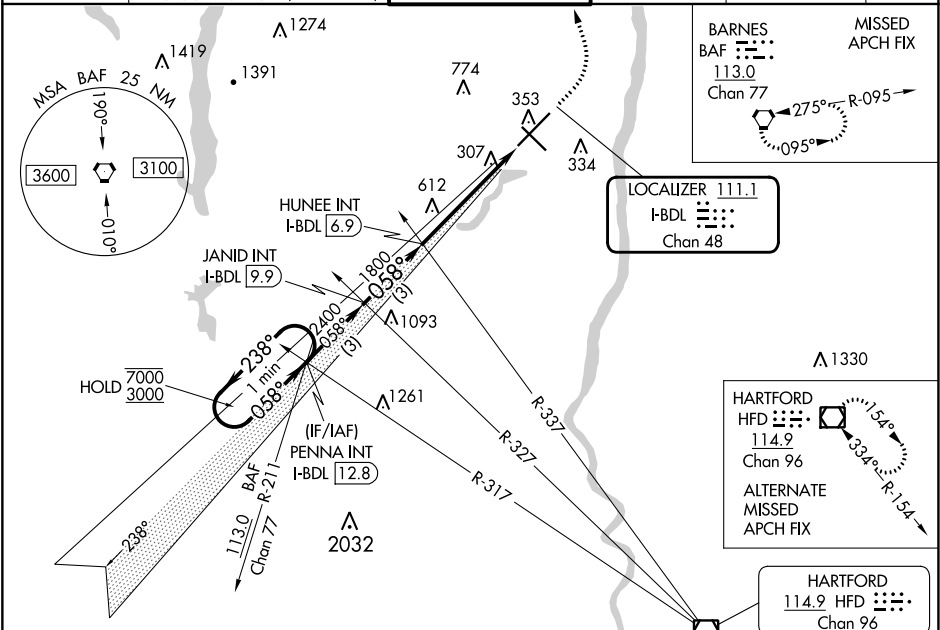 1274
1419
1391
774
353
307
334
612
MSA BAF 25 NM
190°
3600
3100
010°
BARNES
BAF
113.0
Chan 77
MISSED
APCH FIX
275°
R-095
095°
LOCALIZER 111.1
I-BDL
Chan 48
HUNEE INT
I-BDL 6.9
JANID INT
I-BDL 9.9
1800
058°
(3)
2400
058°
(3)
1093
238°
1 min
058°
HOLD 7000
3000
1261
1330
(IF/IAF)
PENNA INT
I-BDL 12.8
R-337
R-327
R-317
BAF
R-211
113.0
Chan 77
2032
238°
HARTFORD
HFD
114.9
Chan 96
154°
334°
R-154
ALTERNATE
MISSED
APCH FIX
HARTFORD
114.9 HFD
Chan 96